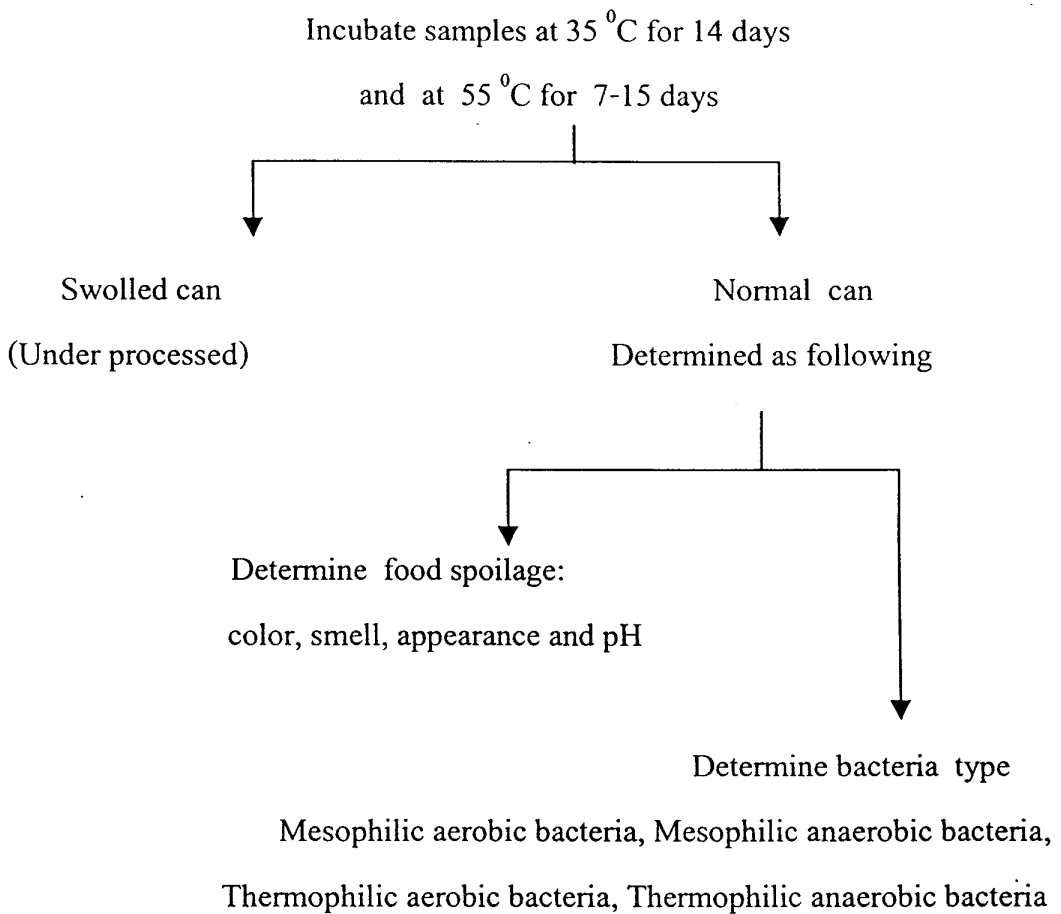 Incubate samples at 35 ⁰C for 14 days
and at 55 ⁰C for 7-15 days
Swolled can
(Under processed)
Normal can
Determined as following
Determine food spoilage:
color, smell, appearance and pH
Determine bacteria type
Mesophilic aerobic bacteria, Mesophilic anaerobic bacteria,
Thermophilic aerobic bacteria, Thermophilic anaerobic bacteria